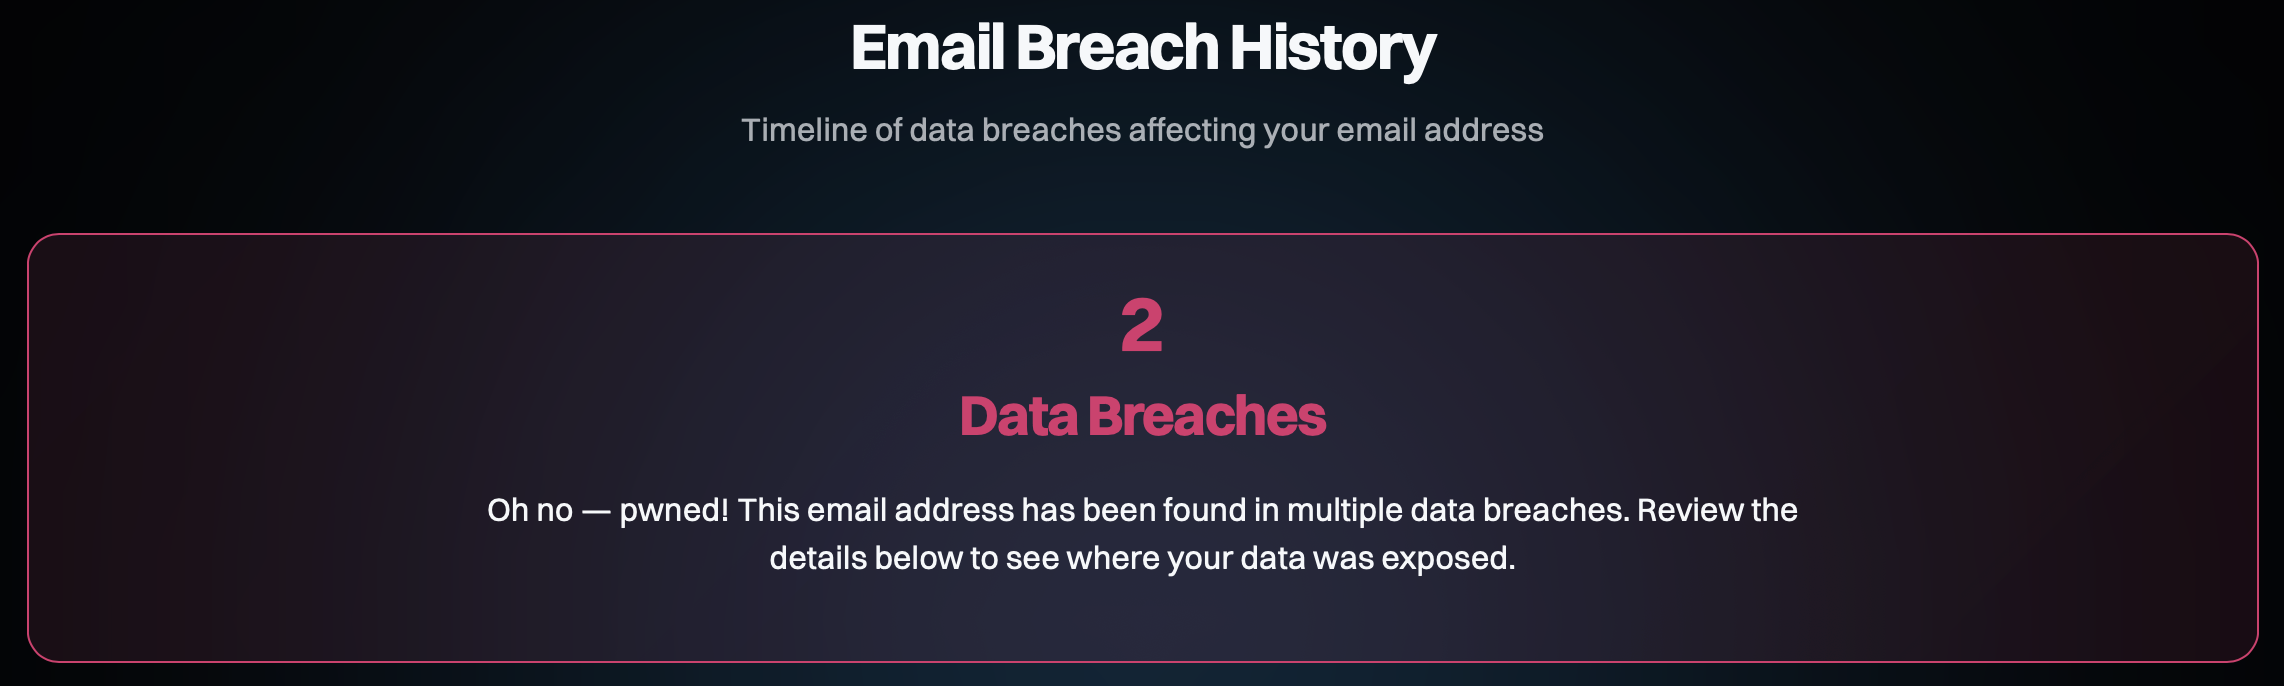 Email Breach History
Timeline of data breaches affecting your email address
2
Data Breaches
Oh no — pwned! This email address has been found in multiple data breaches. Review the
details below to see where your data was exposed.